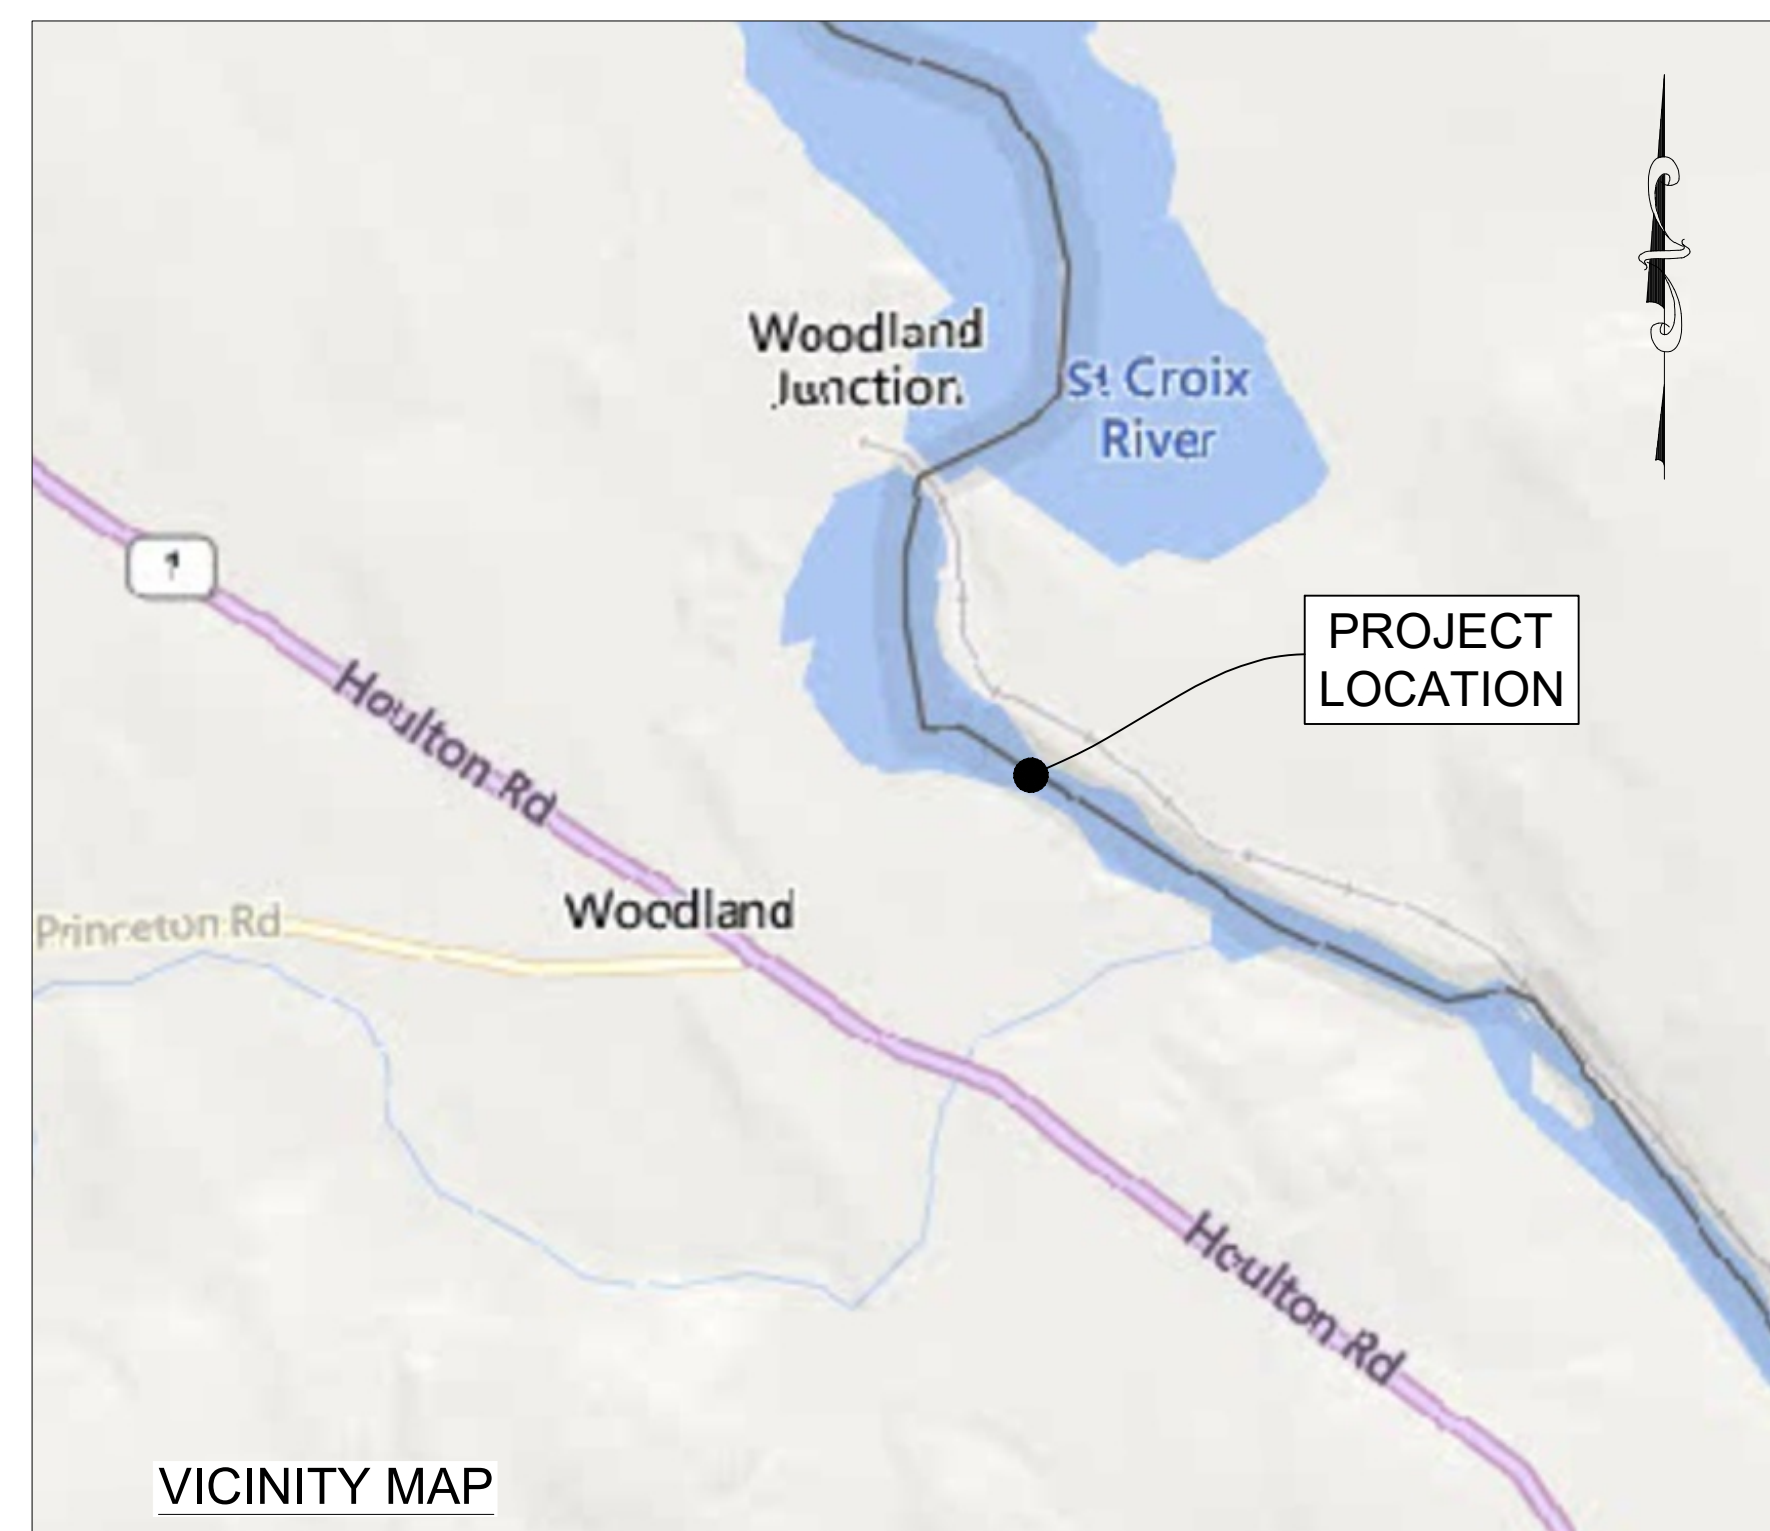 Woodland
Junction
St Croix
River
1
PROJECT
LOCATION
Houlton Rd
Woodland
Princeton Rd
Houlton Rd
VICINITY MAP